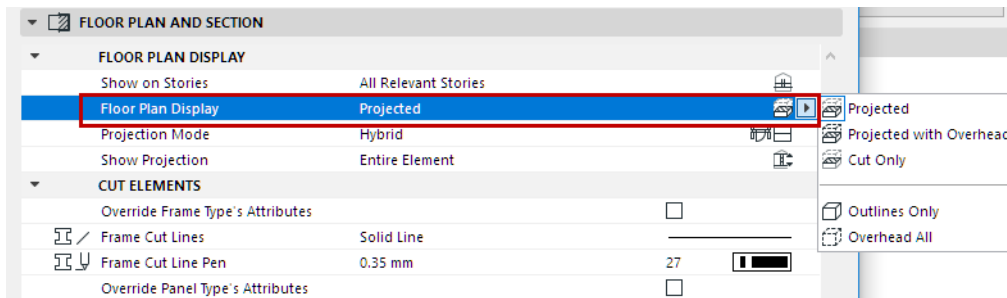 FLOOR PLAN AND SECTION
FLOOR PLAN DISPLAY
Show on Stories All Relevant Stories
Floor Plan Display Projected
Projection Mode Hybrid
Show Projection Entire Element
CUT ELEMENTS
Override Frame Type's Attributes
Frame Cut Lines Solid Line
Frame Cut Line Pen 0.35 mm 27
Override Panel Type's Attributes
Projected
Projected with Overhead
Cut Only
Outlines Only
Overhead All